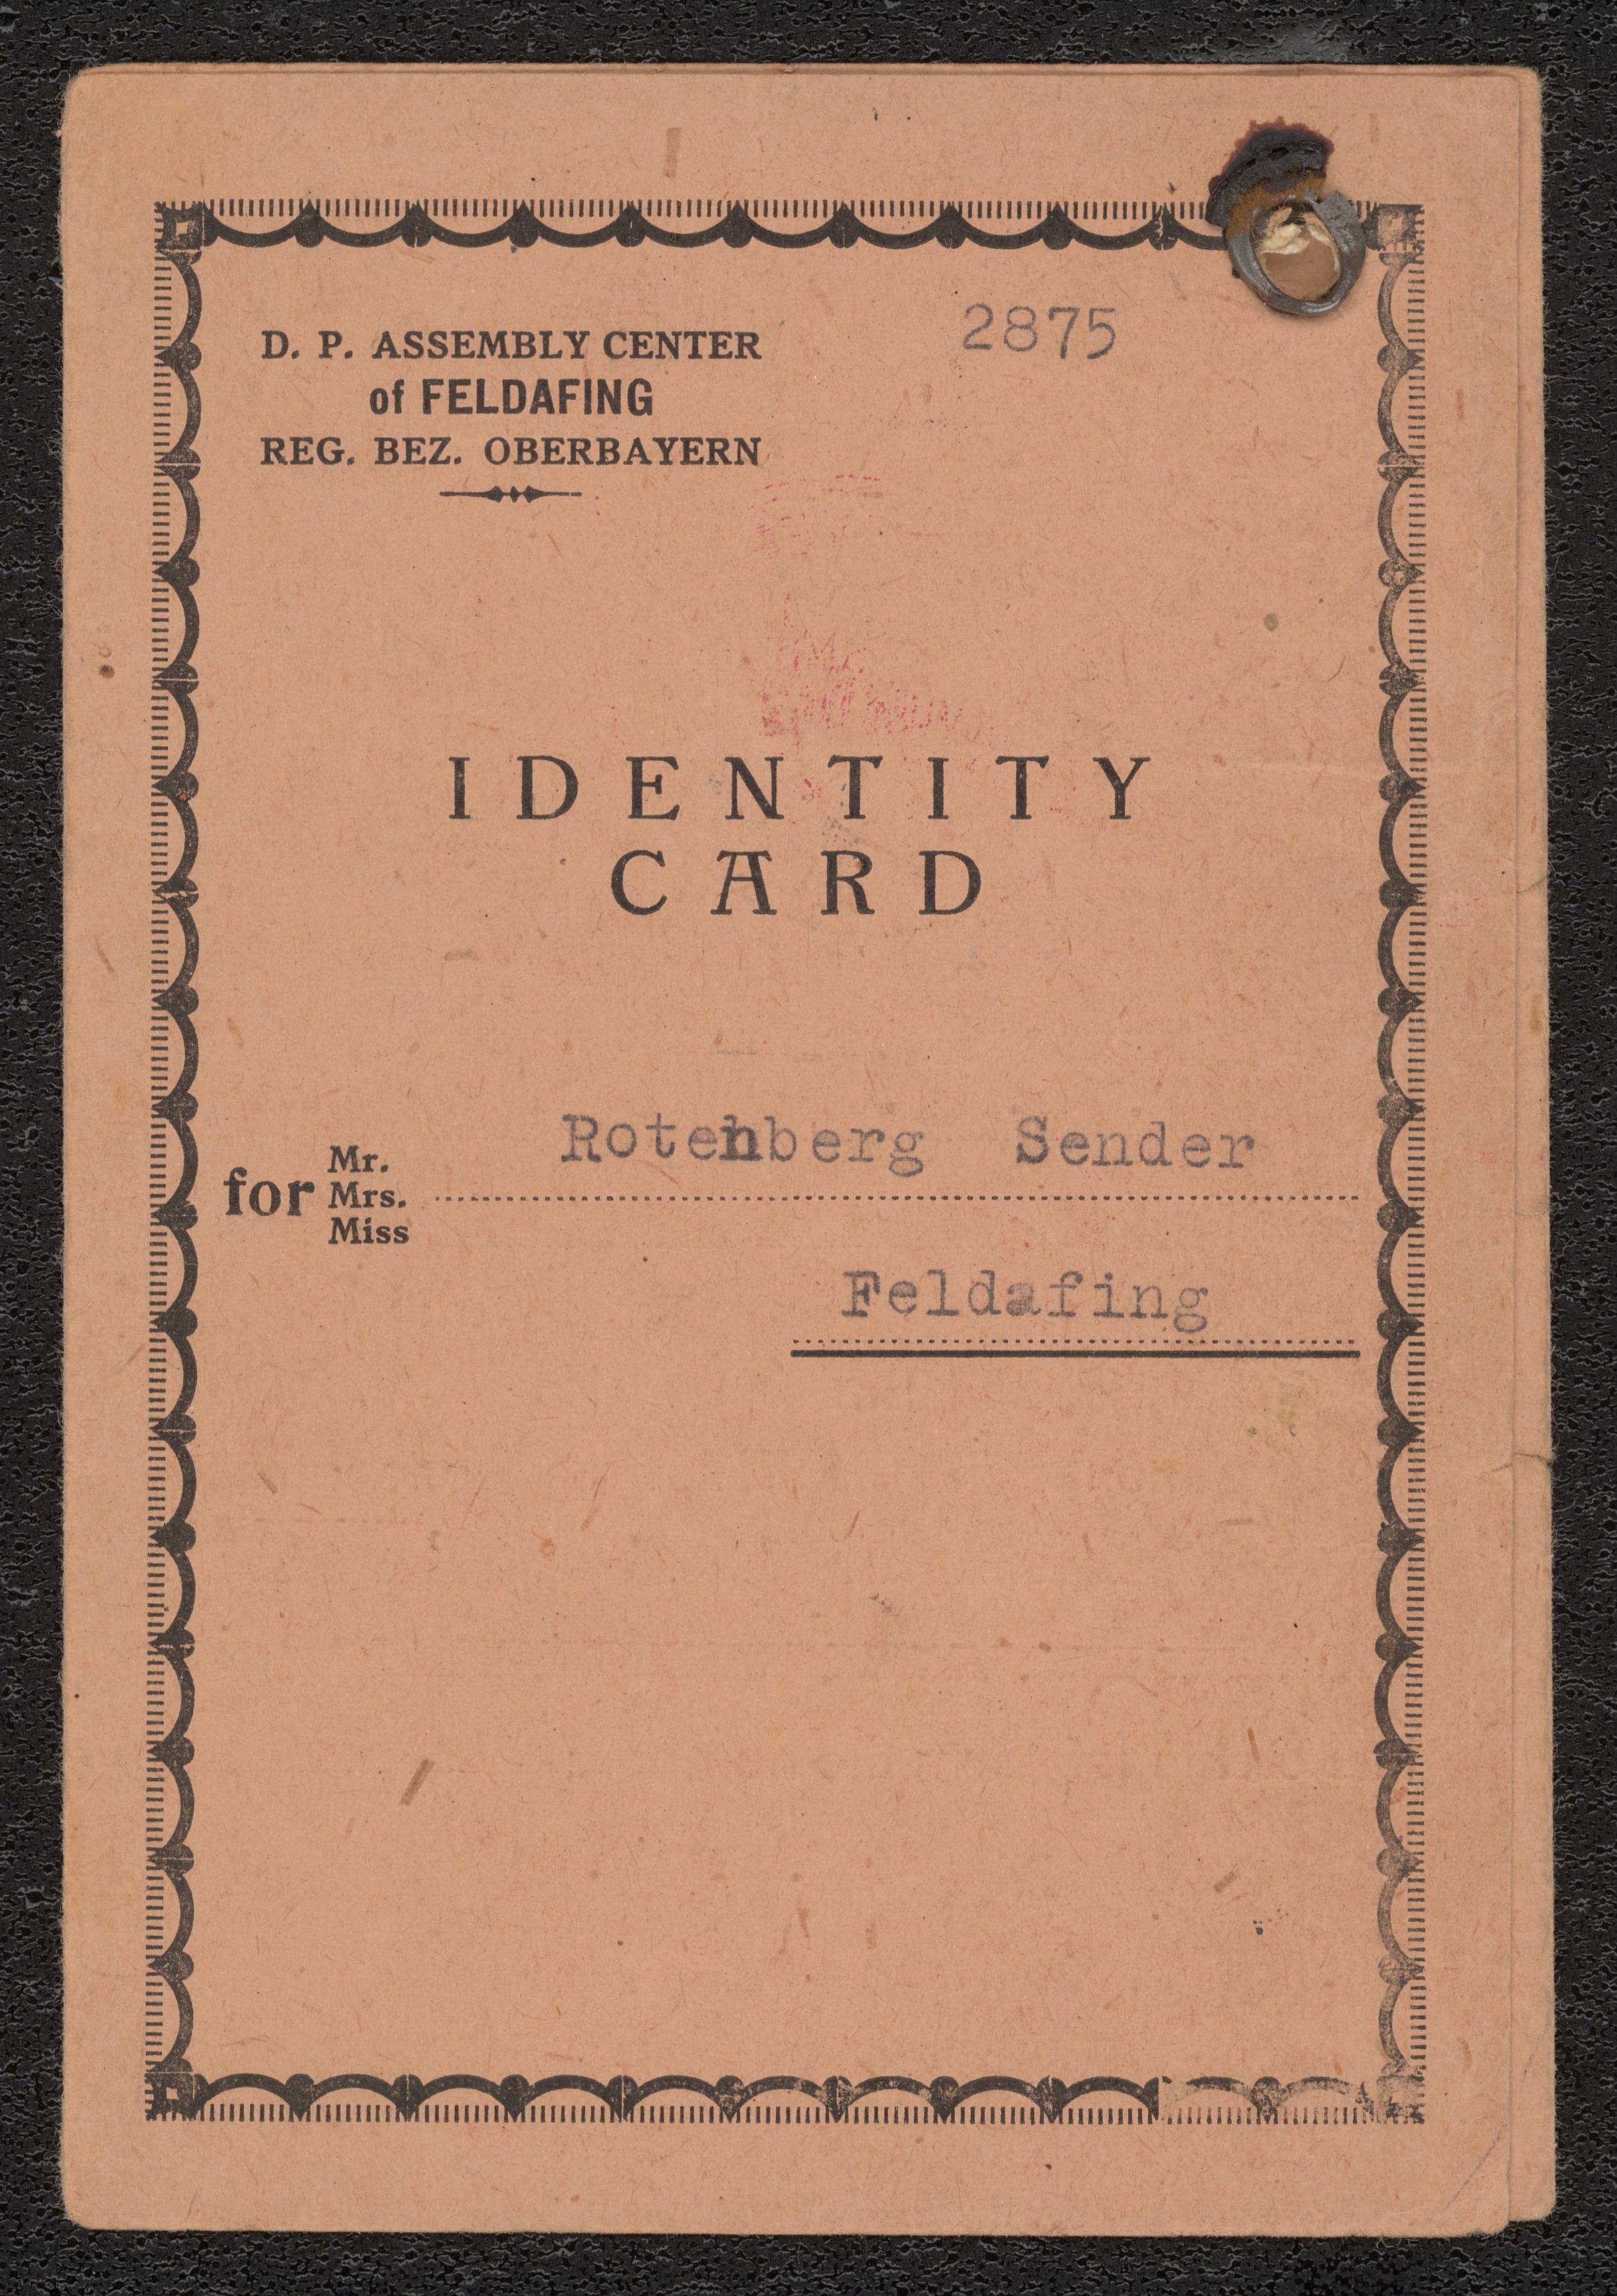 D. P. ASSEMBLY CENTER
of FELDAFING
REG. BEZ. OBERBAYERN
2875
IDENTITY
CARD
for Mr.
Mrs.
Miss
Rotenberg Sender
Feldafing